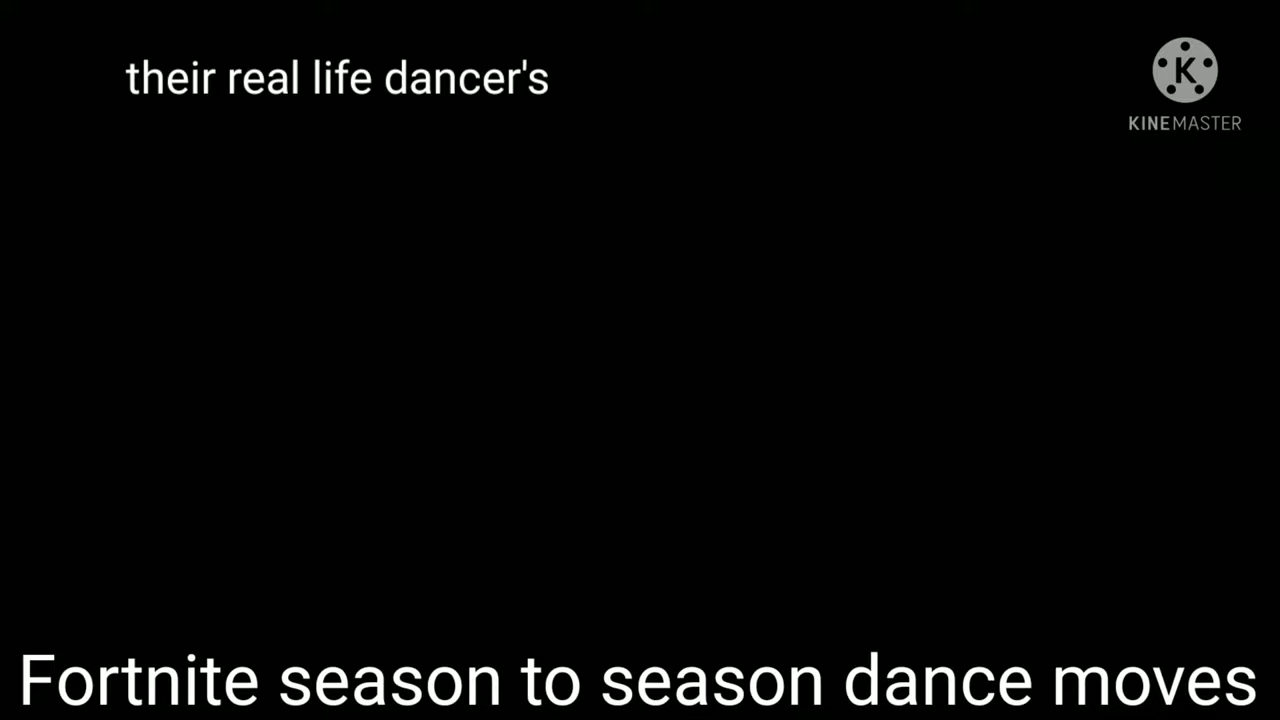 their real life dancer's
K
KINEMASTER
Fortnite season to season dance moves